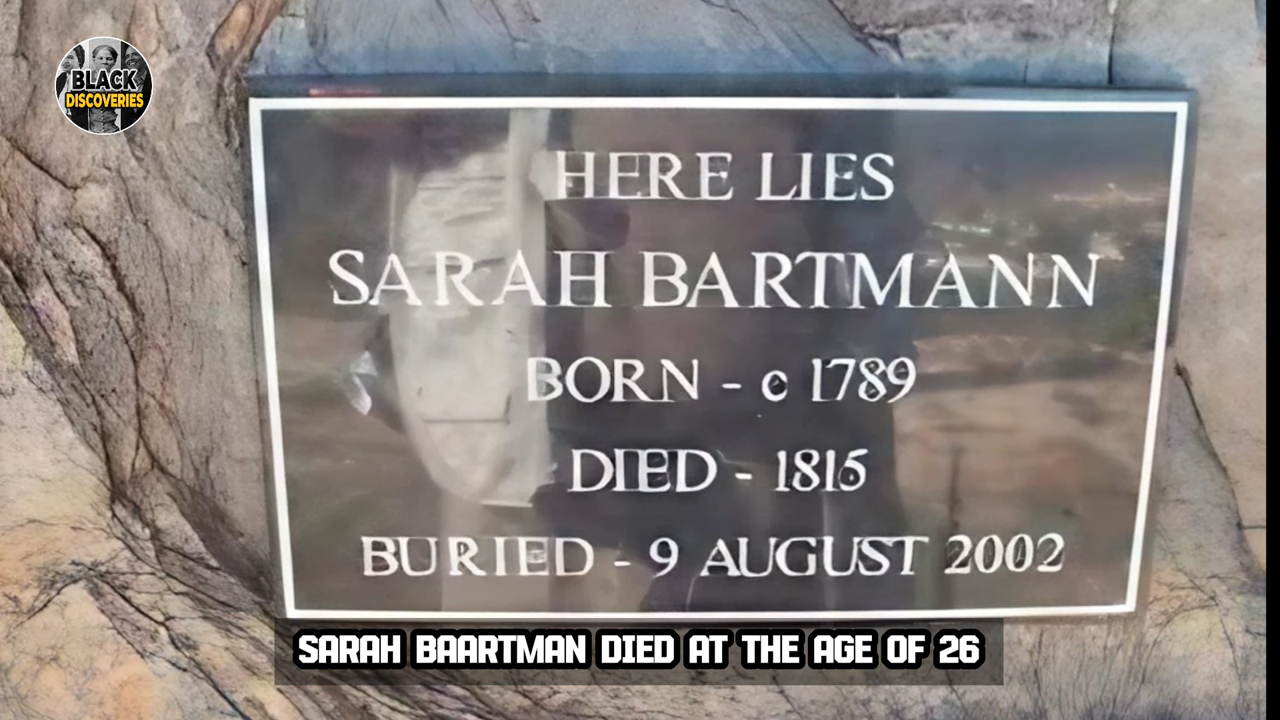 BLACK
DISCOVERIES
HERE LIES
SARAH BARTMANN
BORN - c 1789
DIED - 1815
BURIED - 9 AUGUST 2002
SARAH BAARTMAN DIED AT THE AGE OF 26